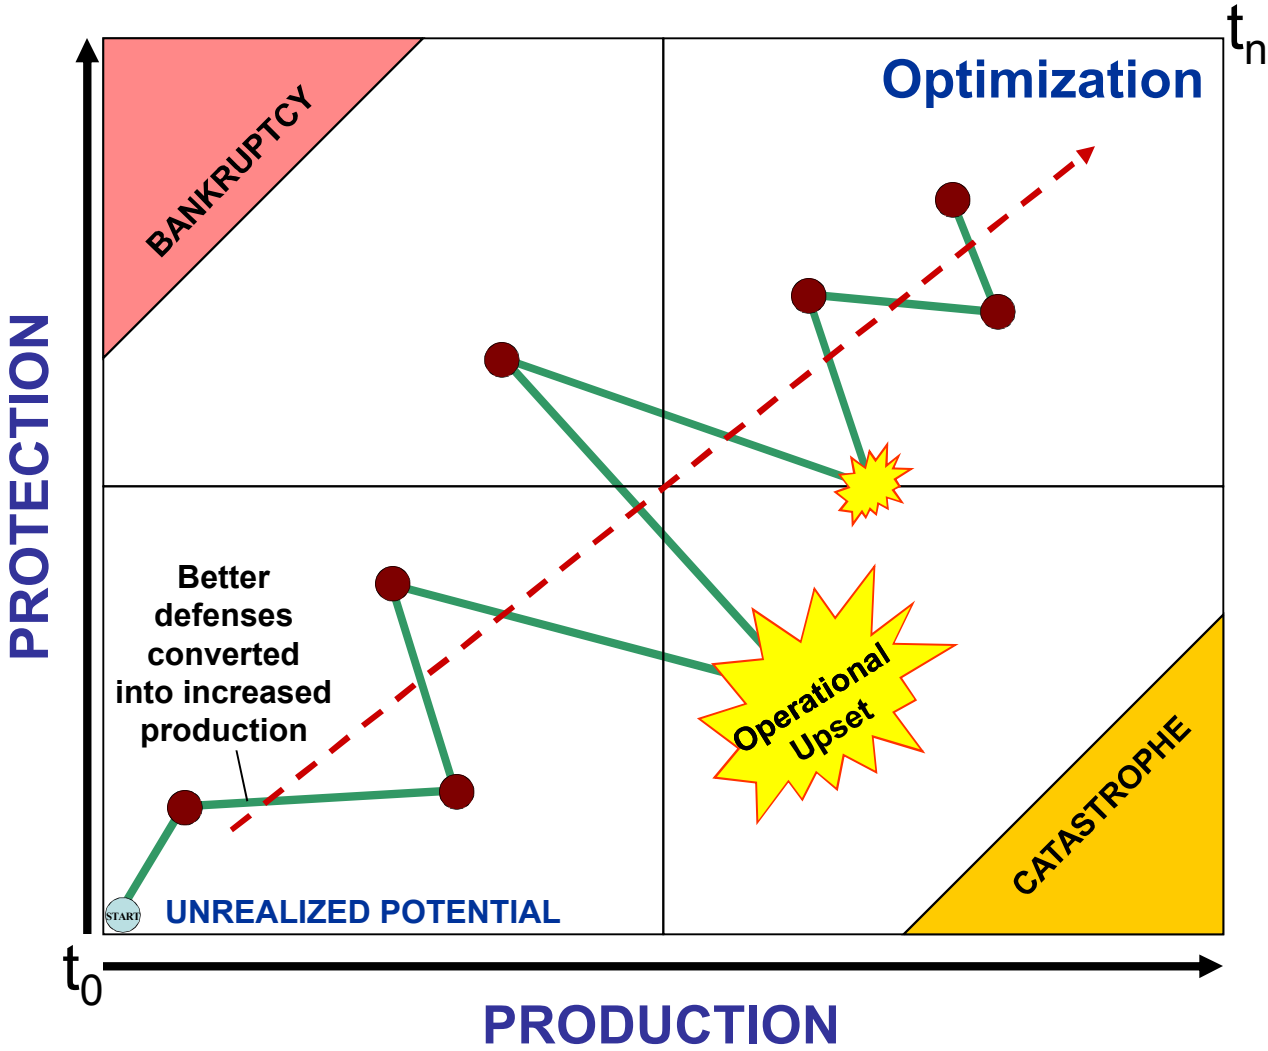 tn
Optimization
BANKRUPTCY
PROTECTION
Better
defenses
converted
into increased
production
Operational
Upset
CATASTROPHE
START
UNREALIZED POTENTIAL
t0
PRODUCTION